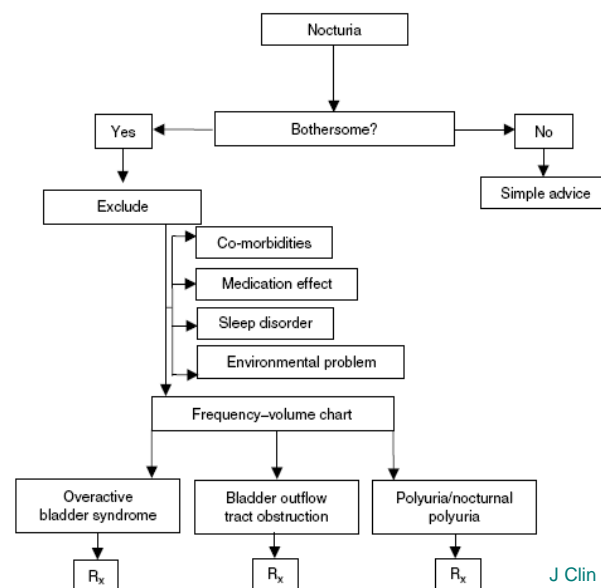 Nocturia
Yes
Bothersome?
No
Exclude
Simple advice
Co-morbidities
Medication effect
Sleep disorder
Environmental problem
Frequency–volume chart
Overactive
bladder syndrome
Bladder outflow
tract obstruction
Polyuria/nocturnal
polyuria
Rx
Rx
Rx
J Clin